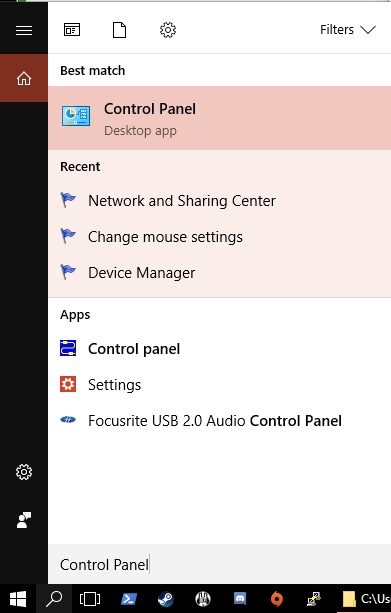 Filters
Best match
Control Panel
Desktop app
Recent
Network and Sharing Center
Change mouse settings
Device Manager
Apps
Control panel
Settings
Focusrite USB 2.0 Audio Control Panel
Control Panel
C:\Us